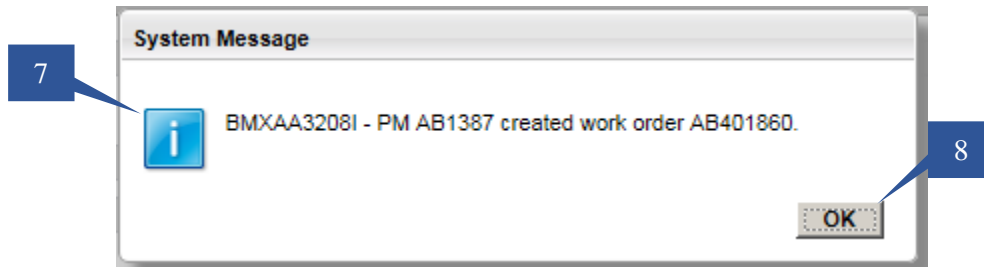 System Message
7
BMXAA3208I - PM AB1387 created work order AB401860.
8
OK